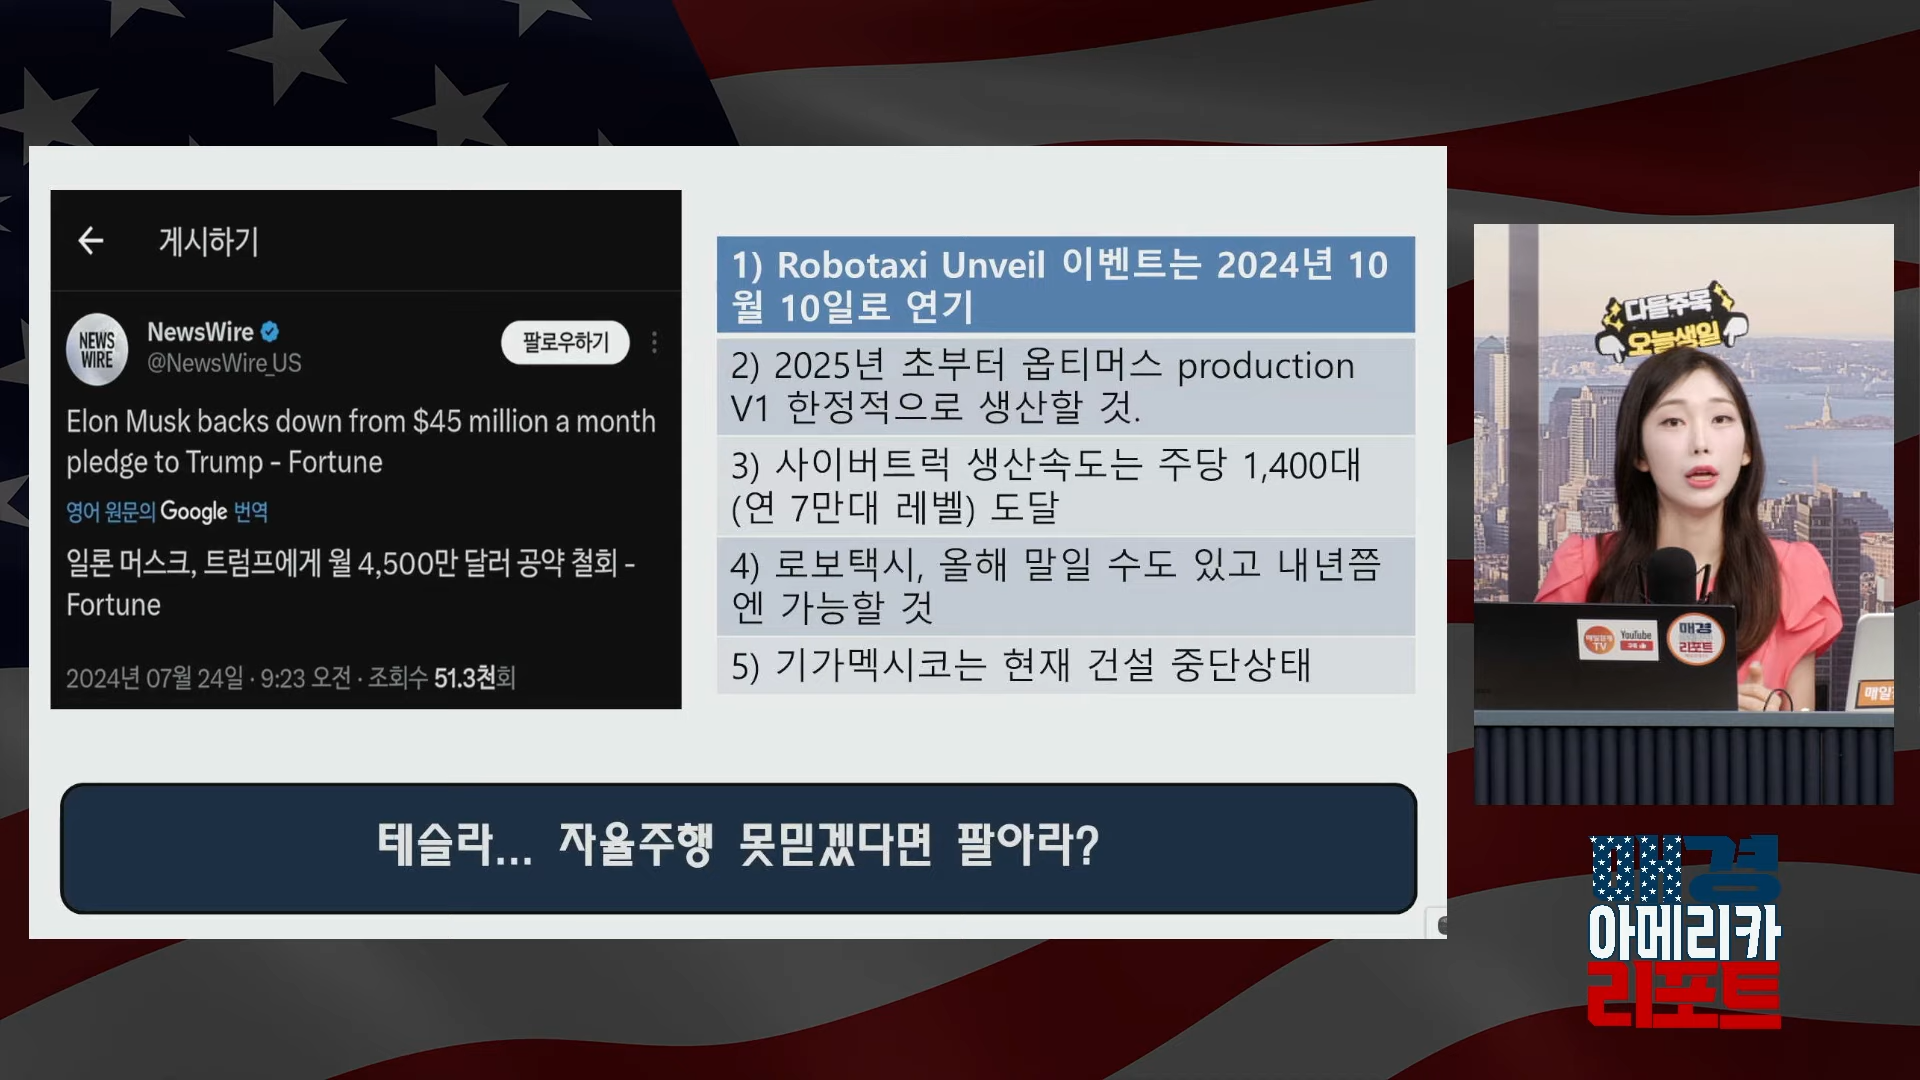 게시하기
NEWS
WIRE
NewsWire
@NewsWire_US
팔로우하기
Elon Musk backs down from $45 million a month
pledge to Trump - Fortune
영어 원문의 Google 번역
일론 머스크, 트럼프에게 월 4,500만 달러 공약 철회 -
Fortune
2024년 07월 24일 · 9:23 오전 · 조회수 51.3천회
1) Robotaxi Unveil 이벤트는 2024년 10
월 10일로 연기
2) 2025년 초부터 옵티머스 production
V1 한정적으로 생산할 것.
3) 사이버트럭 생산속도는 주당 1,400대
(연 7만대 레벨) 도달
4) 로보택시, 올해 말일 수도 있고 내년쯤
엔 가능할 것
5) 기가멕시코는 현재 건설 중단상태
테슬라... 자율주행 못믿겠다면 팔아라?
다들주목
오늘생일
매일경제
TV
YouTube
구독
매경
리포트
매일
매경
아메리카
리포트